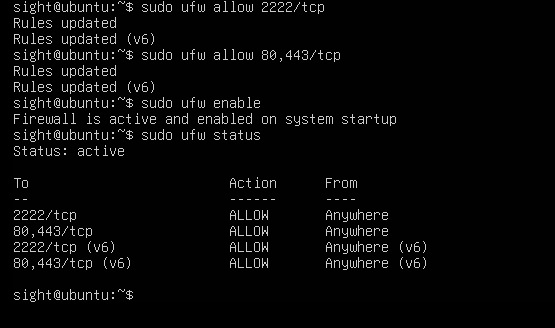 sight@ubuntu:~$ sudo ufw allow 2222/tcp
Rules updated
Rules updated (v6)
sight@ubuntu:~$ sudo ufw allow 80,443/tcp
Rules updated
Rules updated (v6)
sight@ubuntu:~$ sudo ufw enable
Firewall is active and enabled on system startup
sight@ubuntu:~$ sudo ufw status
Status: active
To                         Action      From
--                         ------      ----
2222/tcp                   ALLOW       Anywhere
80,443/tcp                 ALLOW       Anywhere
2222/tcp (v6)              ALLOW       Anywhere (v6)
80,443/tcp (v6)            ALLOW       Anywhere (v6)
sight@ubuntu:~$